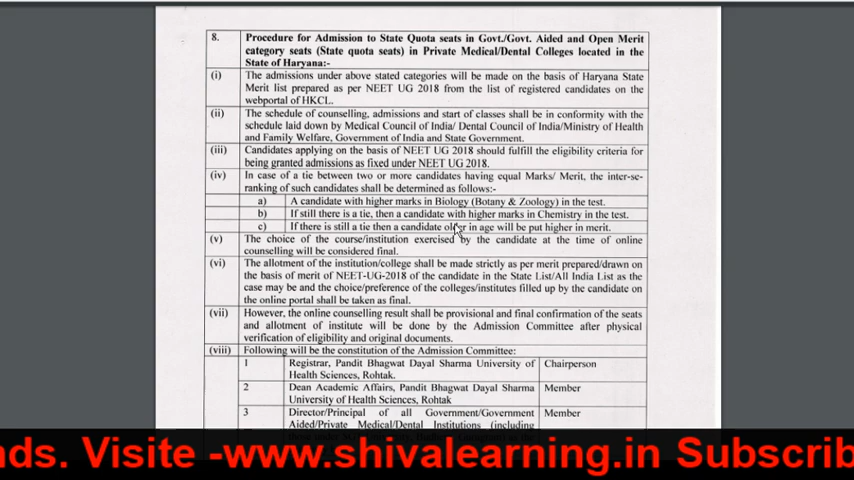 8. Procedure for Admission to State Quota seats in Govt./Govt. Aided and Open Merit
category seats (State quota seats) in Private Medical/Dental Colleges located in the
State of Haryana:-
(i) The admissions under above stated categories will be made on the basis of Haryana State
Merit list prepared as per NEET UG 2018 from the list of registered candidates on the
webportal of HKCL.
(ii) The schedule of counselling, admissions and start of classes shall be in conformity with the
schedule laid down by Medical Council of India/ Dental Council of India/Ministry of Health
and Family Welfare, Government of India and State Government.
(iii) Candidates applying on the basis of NEET UG 2018 should fulfill the eligibility criteria for
being granted admissions as fixed under NEET UG 2018.
(iv) In case of a tie between two or more candidates having equal Marks/ Merit, the inter-se-
ranking of such candidates shall be determined as follows:-
a) A candidate with higher marks in Biology (Botany & Zoology) in the test.
b) If still there is a tie, then a candidate with higher marks in Chemistry in the test.
c) If there is still a tie then a candidate older in age will be put higher in merit.
(v) The choice of the course/institution exercised by the candidate at the time of online
counselling will be considered final.
(vi) The allotment of the institution/college shall be made strictly as per merit prepared/drawn on
the basis of merit of NEET-UG-2018 of the candidate in the State List/All India List as the
case may be and the choice/preference of the colleges/institutes filled up by the candidate on
the online portal shall be taken as final.
(vii) However, the online counselling result shall be provisional and final confirmation of the seats
and allotment of institute will be done by the Admission Committee after physical
verification of eligibility and original documents.
(viii) Following will be the constitution of the Admission Committee:
1 Registrar, Pandit Bhagwat Dayal Sharma University of Chairperson
Health Sciences, Rohtak.
2 Dean Academic Affairs, Pandit Bhagwat Dayal Sharma Member
University of Health Sciences, Rohtak
3 Director/Principal of all Government/Government Member
Aided/Private Medical/Dental Institutions (including
nds. Visite -www.shivalearning.in Subscrib